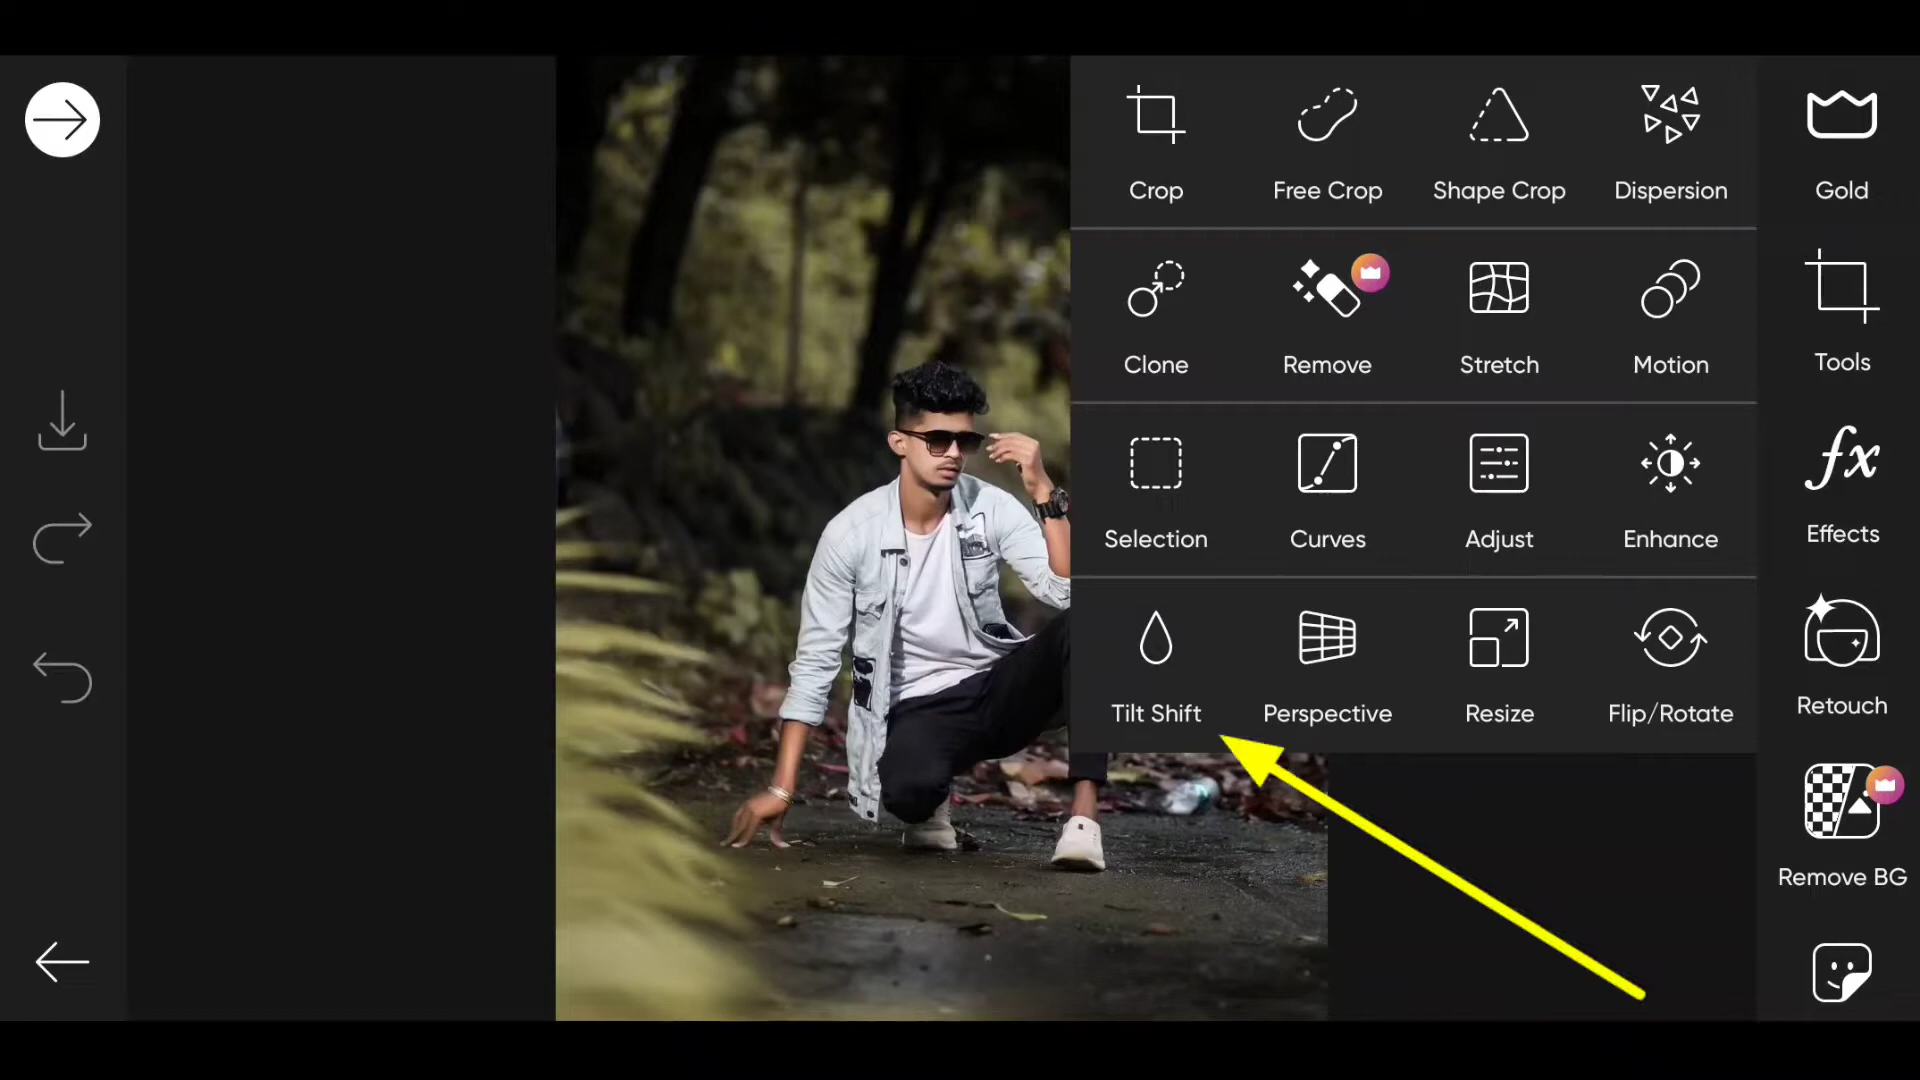 Crop Free Crop Shape Crop Dispersion Gold
Clone Remove Stretch Motion Tools
Selection Curves Adjust Enhance Effects
Tilt Shift Perspective Resize Flip/Rotate Retouch
Remove BG